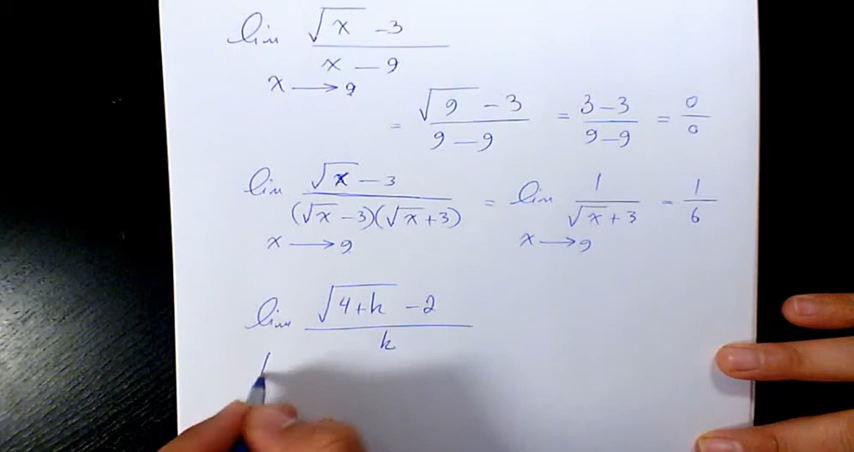 lim (√x - 3) / (x - 9)
x → 9
= (√9 - 3) / (9 - 9) = (3 - 3) / (9 - 9) = 0/0
lim (√x - 3) / ((√x - 3)(√x + 3)) = lim 1 / (√x + 3) = 1/6
x → 9 x → 9
lim (√(4+h) - 2) / h